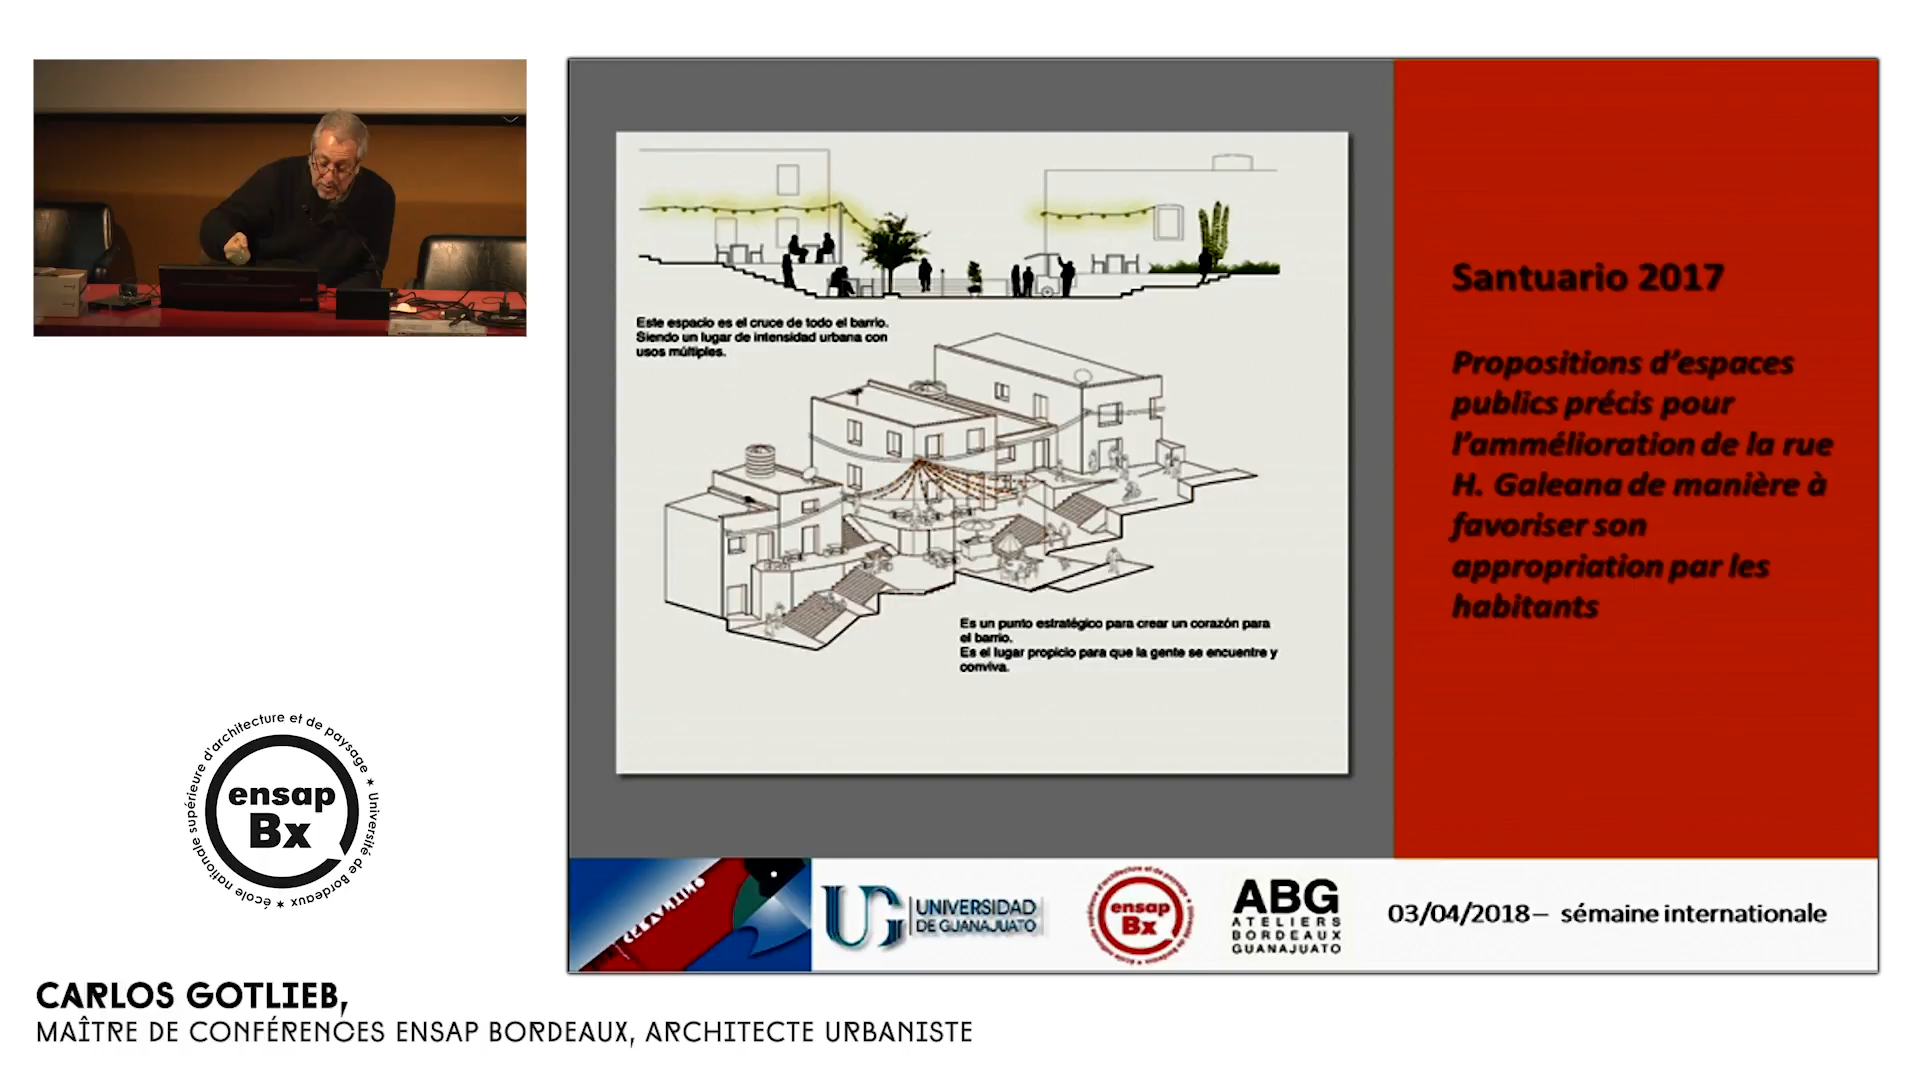 Este espacio es el cruce de todo el barrio.
Siendo un lugar de intensidad urbana con
usos múltiples.
Es un punto estratégico para crear un corazón para
el barrio.
Es el lugar propicio para que la gente se encuentre y
conviva.
Santuario 2017
Propositions d'espaces
publics précis pour
l'ammélioration de la rue
H. Galeana de manière à
favoriser son
appropriation par les
habitants
école nationale supérieure d'architecture et de paysage ✶ Université de Bordeaux ✶
ensap
Bx
UG
UNIVERSIDAD
DE GUANAJUATO
ensap
Bx
ABG
ATELIERS
BORDEAUX
GUANAJUATO
03/04/2018 – sémaine internationale
CARLOS GOTLIEB,
MAÎTRE DE CONFÉRENCES ENSAP BORDEAUX, ARCHITECTE URBANISTE